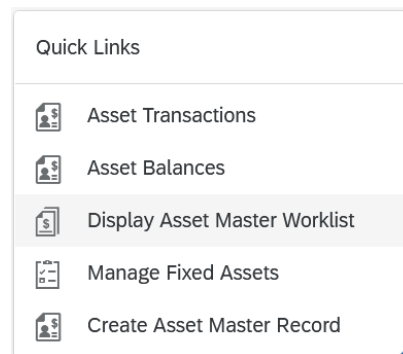 Quick Links
Asset Transactions
Asset Balances
Display Asset Master Worklist
Manage Fixed Assets
Create Asset Master Record